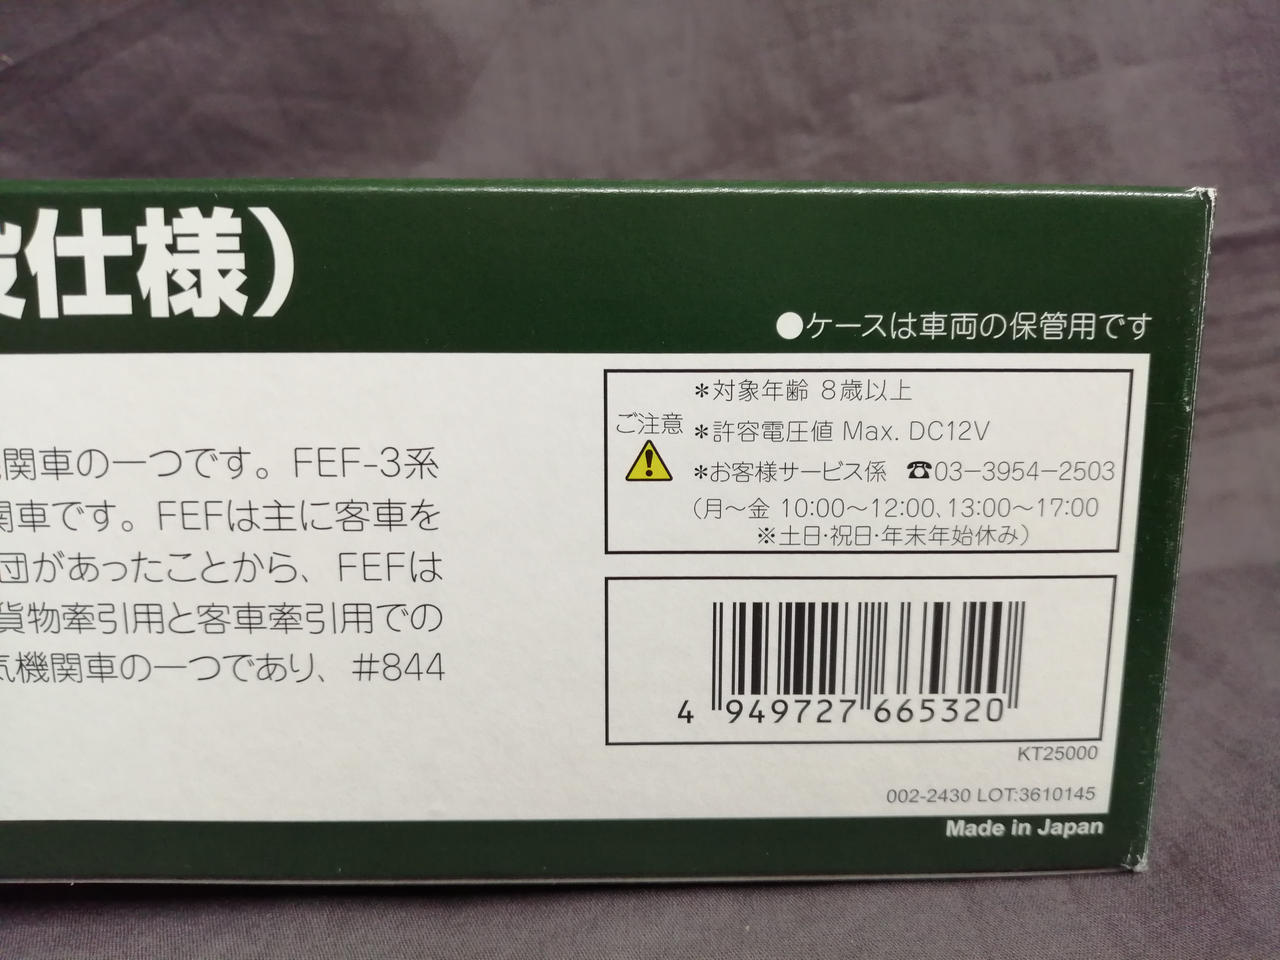 仕様）
●ケースは車両の保管用です
関車の一つです。FEF-3系
関車です。FEFは主に客車を
団があったことから、FEFは
貨物牽引用と客車牽引用での
気機関車の一つであり、#844
ご注意
＊対象年齢 8歳以上
＊許容電圧値 Max. DC12V
＊お客様サービス係 ☎03−3954−2503
（月〜金 10:00〜12:00、13:00〜17:00
※土日・祝日・年末年始休み）
4 949727 665320
KT25000
002-2430 LOT:3610145
Made in Japan